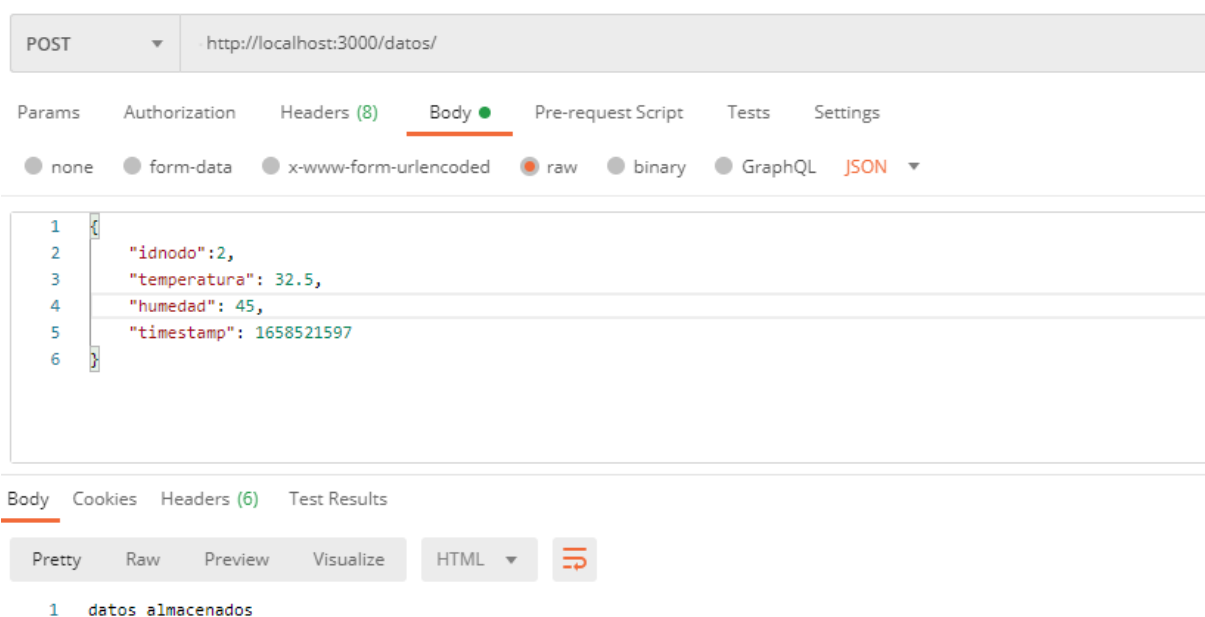 POST http://localhost:3000/datos/
Params Authorization Headers (8) Body Pre-request Script Tests Settings
none form-data x-www-form-urlencoded raw binary GraphQL JSON
1 {
2 "idnodo":2,
3 "temperatura": 32.5,
4 "humedad": 45,
5 "timestamp": 1658521597
6 }
Body Cookies Headers (6) Test Results
Pretty Raw Preview Visualize HTML
1 datos almacenados